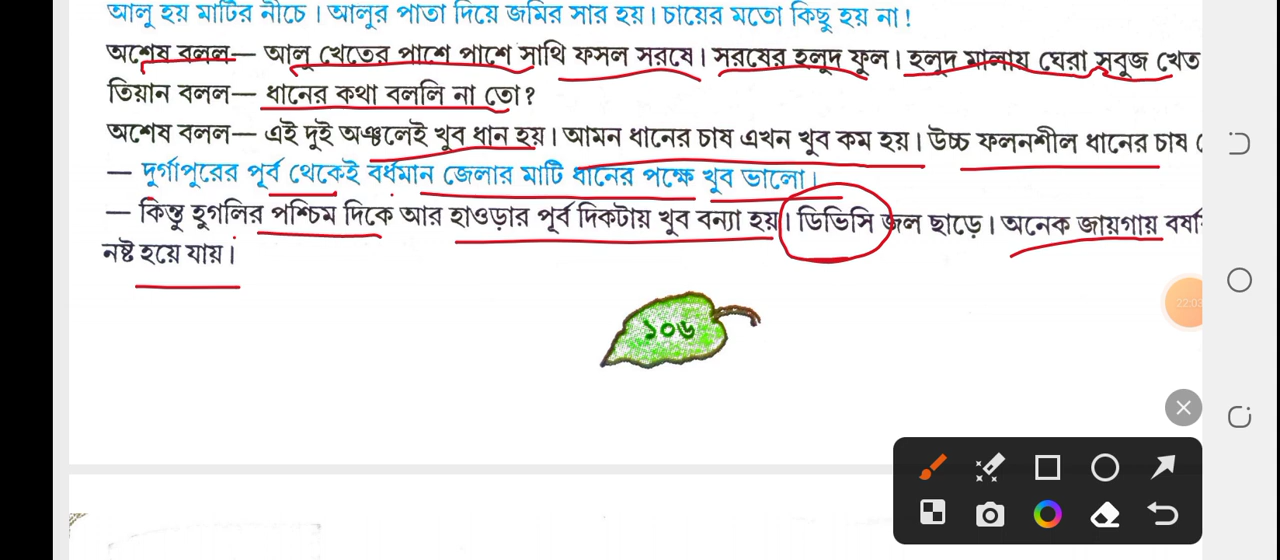 আলু হয় মাটির নীচে। আলুর পাতা দিয়ে জমির সার হয়। চায়ের মতো কিছু হয় না!
অশেষ বলল— আলু খেতের পাশে পাশে সাথি ফসল সরষে। সরষের হলুদ ফুল। হলুদ মালায় ঘেরা সবুজ খেত
তিয়ান বলল— ধানের কথা বললি না তো?
অশেষ বলল— এই দুই অঞ্চলেই খুব ধান হয়। আমন ধানের চাষ এখন খুব কম হয়। উচ্চ ফলনশীল ধানের চাষ
— দুর্গাপুরের পূর্ব থেকেই বর্ধমান জেলার মাটি ধানের পক্ষে খুব ভালো।
— কিন্তু হুগলির পশ্চিম দিকে আর হাওড়ার পূর্ব দিকটায় খুব বন্যা হয়। ডিভিসি জল ছাড়ে। অনেক জায়গায়
নষ্ট হয়ে যায়।
১০৬
22:03